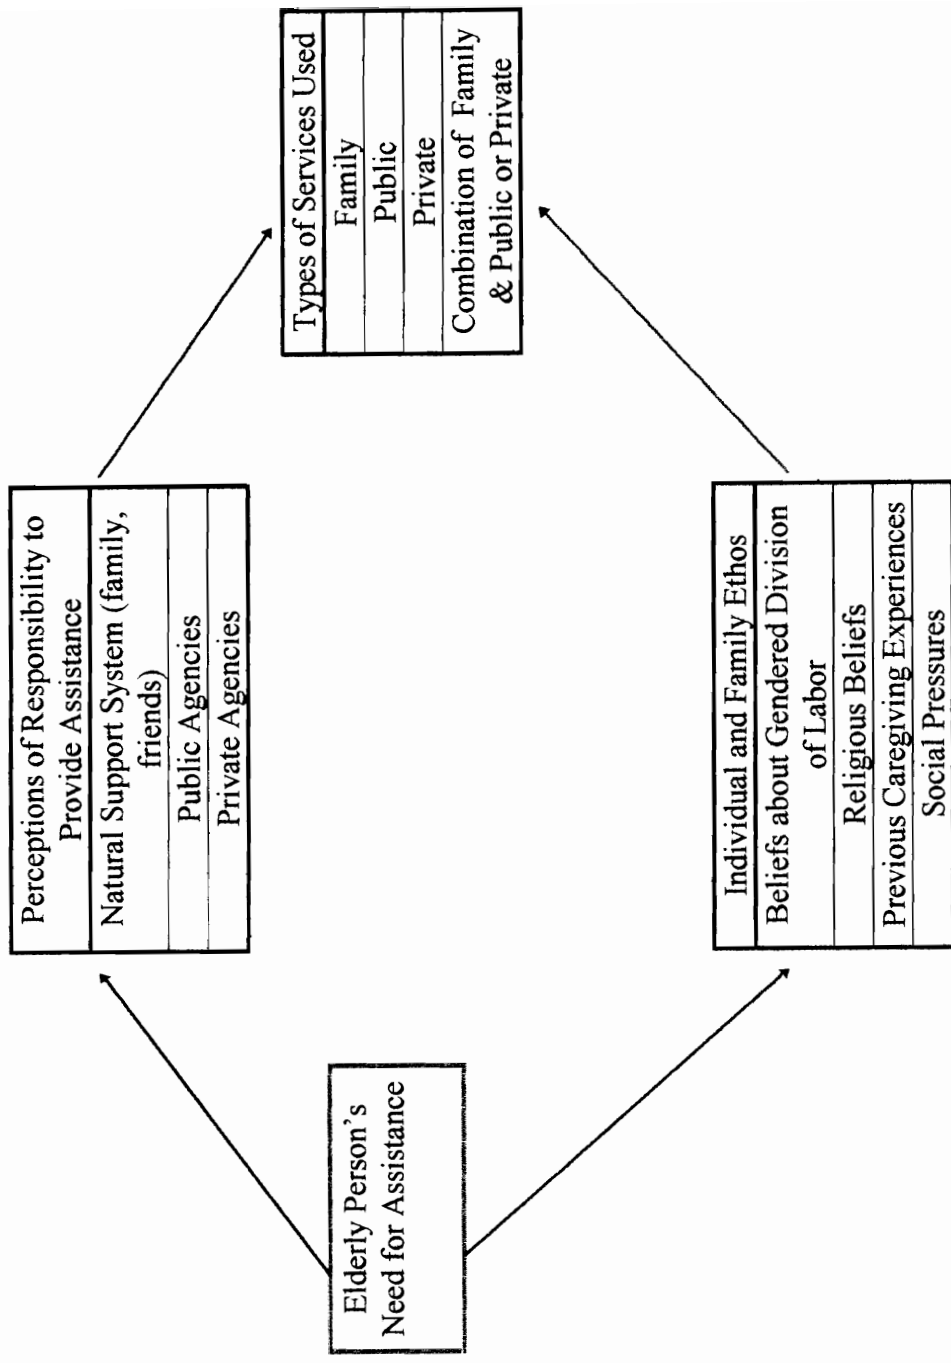 Elderly Person's
Need for Assistance
Perceptions of Responsibility to
Provide Assistance
Natural Support System (family,
friends)
Public Agencies
Private Agencies
Individual and Family Ethos
Beliefs about Gendered Division
of Labor
Religious Beliefs
Previous Caregiving Experiences
Social Pressures
Types of Services Used
Family
Public
Private
Combination of Family
& Public or Private